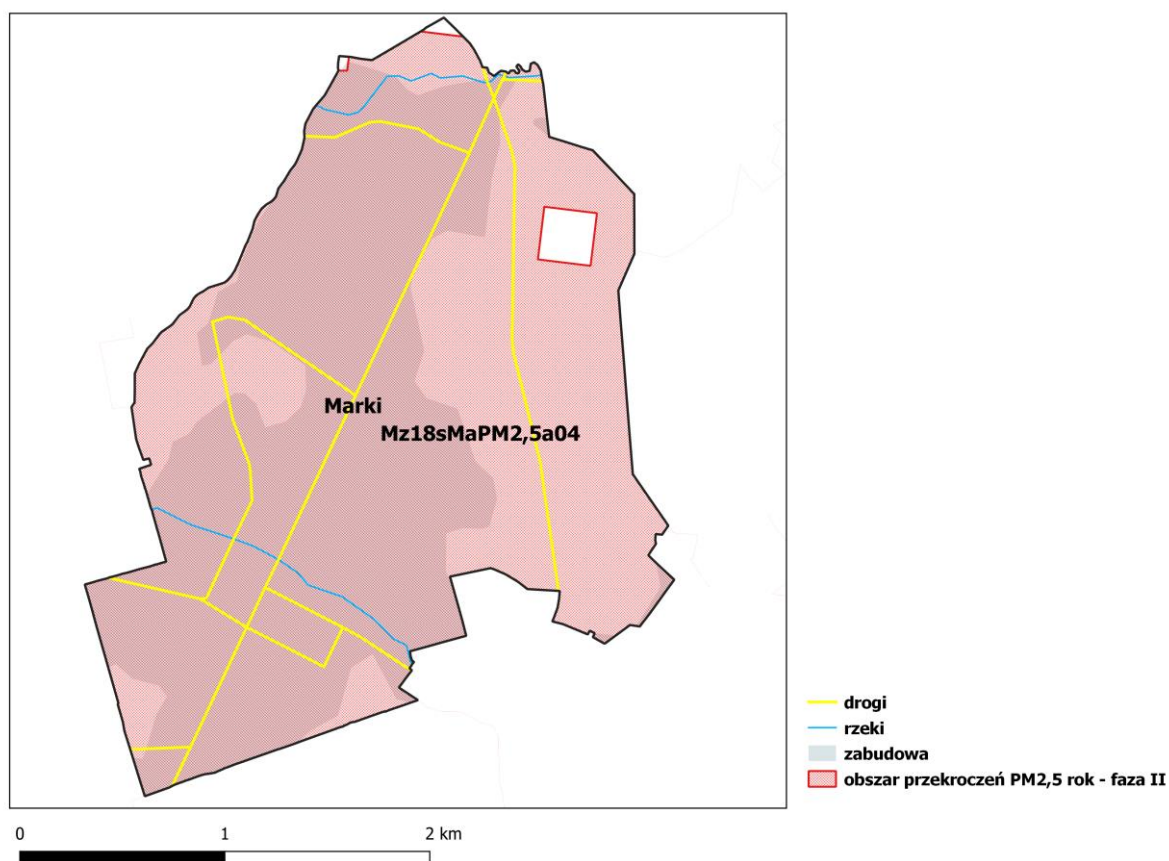 Marki
Mz18sMaPM2,5a04
drogi
rzeki
zabudowa
obszar przekroczeń PM2,5 rok - faza II
0 1 2 km